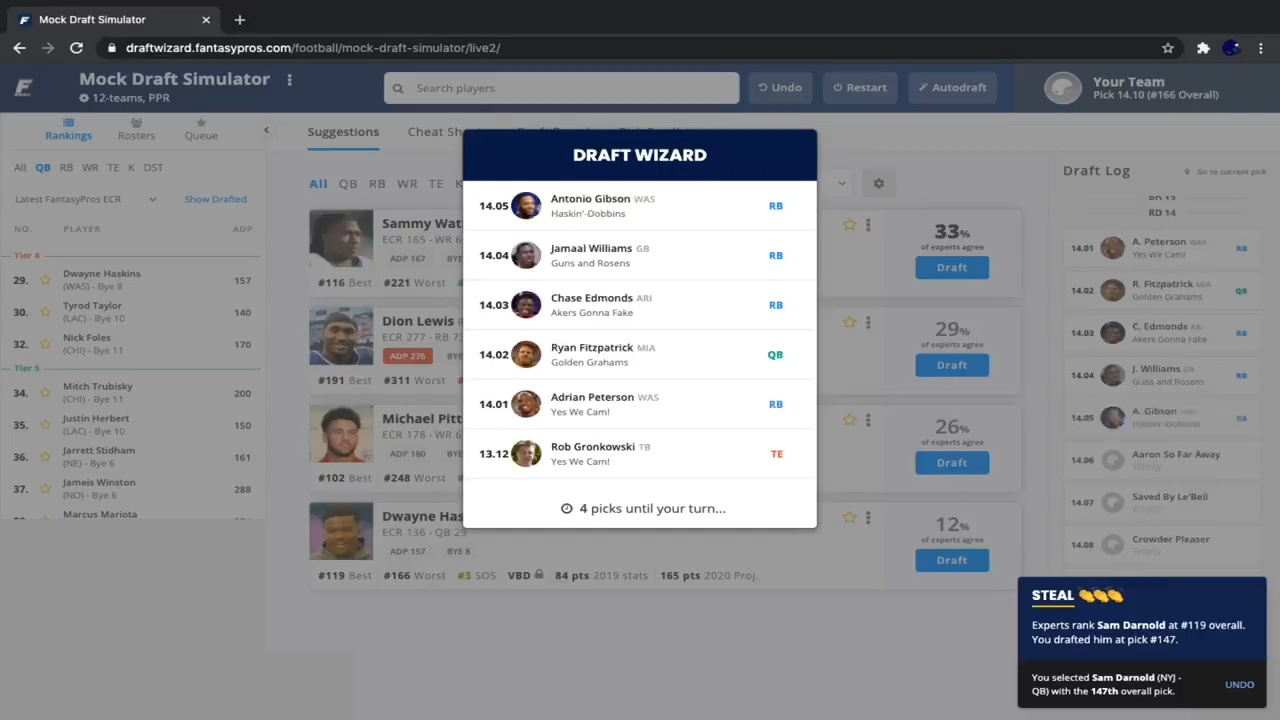 Mock Draft Simulator
draftwizard.fantasypros.com/football/mock-draft-simulator/live2/
Mock Draft Simulator
12-teams, PPR
Search players
Undo
Restart
Autodraft
Your Team
Pick 14.10 (#166 Overall)
Rankings
Rosters
Queue
Suggestions
Cheat Sh
All QB RB WR TE K DST
Latest FantasyPros ECR
Show Drafted
NO. PLAYER ADP
Tier 4
29. Dwayne Haskins 157
(WAS) - Bye 8
30. Tyrod Taylor 140
(LAC) - Bye 10
32. Nick Foles 170
(CHI) - Bye 11
Tier 5
34. Mitch Trubisky 200
(CHI) - Bye 11
35. Justin Herbert 150
(LAC) - Bye 10
36. Jarrett Stidham 161
(NE) - Bye 6
37. Jameis Winston 288
(NO) - Bye 6
Marcus Mariota
All QB RB WR TE K
Sammy Wat
ECR 165 - WR 6
ADP 167 BYE
#116 Best #221 Worst
33%
of experts agree
Draft
Dion Lewis
ECR 277 - RB 73
ADP 276 BYE
#191 Best #311 Worst
29%
of experts agree
Draft
Michael Pitt
ECR 178 - WR 6
ADP 180 BYE
#102 Best #248 Worst
26%
of experts agree
Draft
Dwayne Has
ECR 136 - QB 29
ADP 157 BYE 8
#119 Best #166 Worst #3 SOS VBD 84 pts 2019 stats 165 pts 2020 Proj.
12%
of experts agree
Draft
DRAFT WIZARD
14.05 Antonio Gibson WAS RB
Haskin'-Dobbins
14.04 Jamaal Williams GB RB
Guns and Rosens
14.03 Chase Edmonds ARI RB
Akers Gonna Fake
14.02 Ryan Fitzpatrick MIA QB
Golden Grahams
14.01 Adrian Peterson WAS RB
Yes We Cam!
13.12 Rob Gronkowski TB TE
Yes We Cam!
4 picks until your turn...
Draft Log
Go to current pick
RD 14
14.01 A. Peterson WAS RB
Yes We Cam!
14.02 R. Fitzpatrick MIA QB
Golden Grahams
14.03 C. Edmonds ARI RB
Akers Gonna Fake
14.04 J. Williams GB RB
Guns and Rosens
14.05 A. Gibson
14.06 Aaron So Far Away
Empty
14.07 Saved By Le'Bell
Empty
14.08 Crowder Pleaser
Empty
STEAL 👏👏👏
Experts rank Sam Darnold at #119 overall.
You drafted him at pick #147.
You selected Sam Darnold (NYJ -
QB) with the 147th overall pick.
UNDO